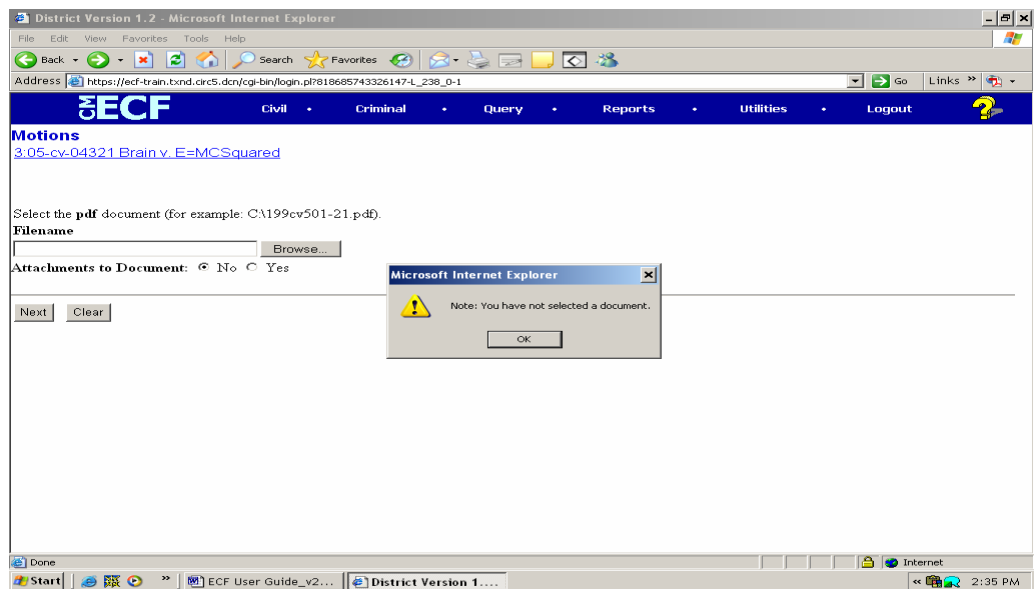 District Version 1.2 - Microsoft Internet Explorer
File Edit View Favorites Tools Help
Back Search Favorites
Address https://ecf-train.txnd.circ5.dcn/cgi-bin/login.pl?818685743326147-L_238_0-1 Go Links »
CM ECF Civil • Criminal • Query • Reports • Utilities • Logout ?
Motions
3:05-cv-04321 Brain v. E=MCSquared
Select the pdf document (for example: C:\199cv501-21.pdf).
Filename
Browse...
Attachments to Document: No Yes
Next Clear
Microsoft Internet Explorer
Note: You have not selected a document.
OK
Done Internet
Start » ECF User Guide_v2... District Version 1.... « 2:35 PM